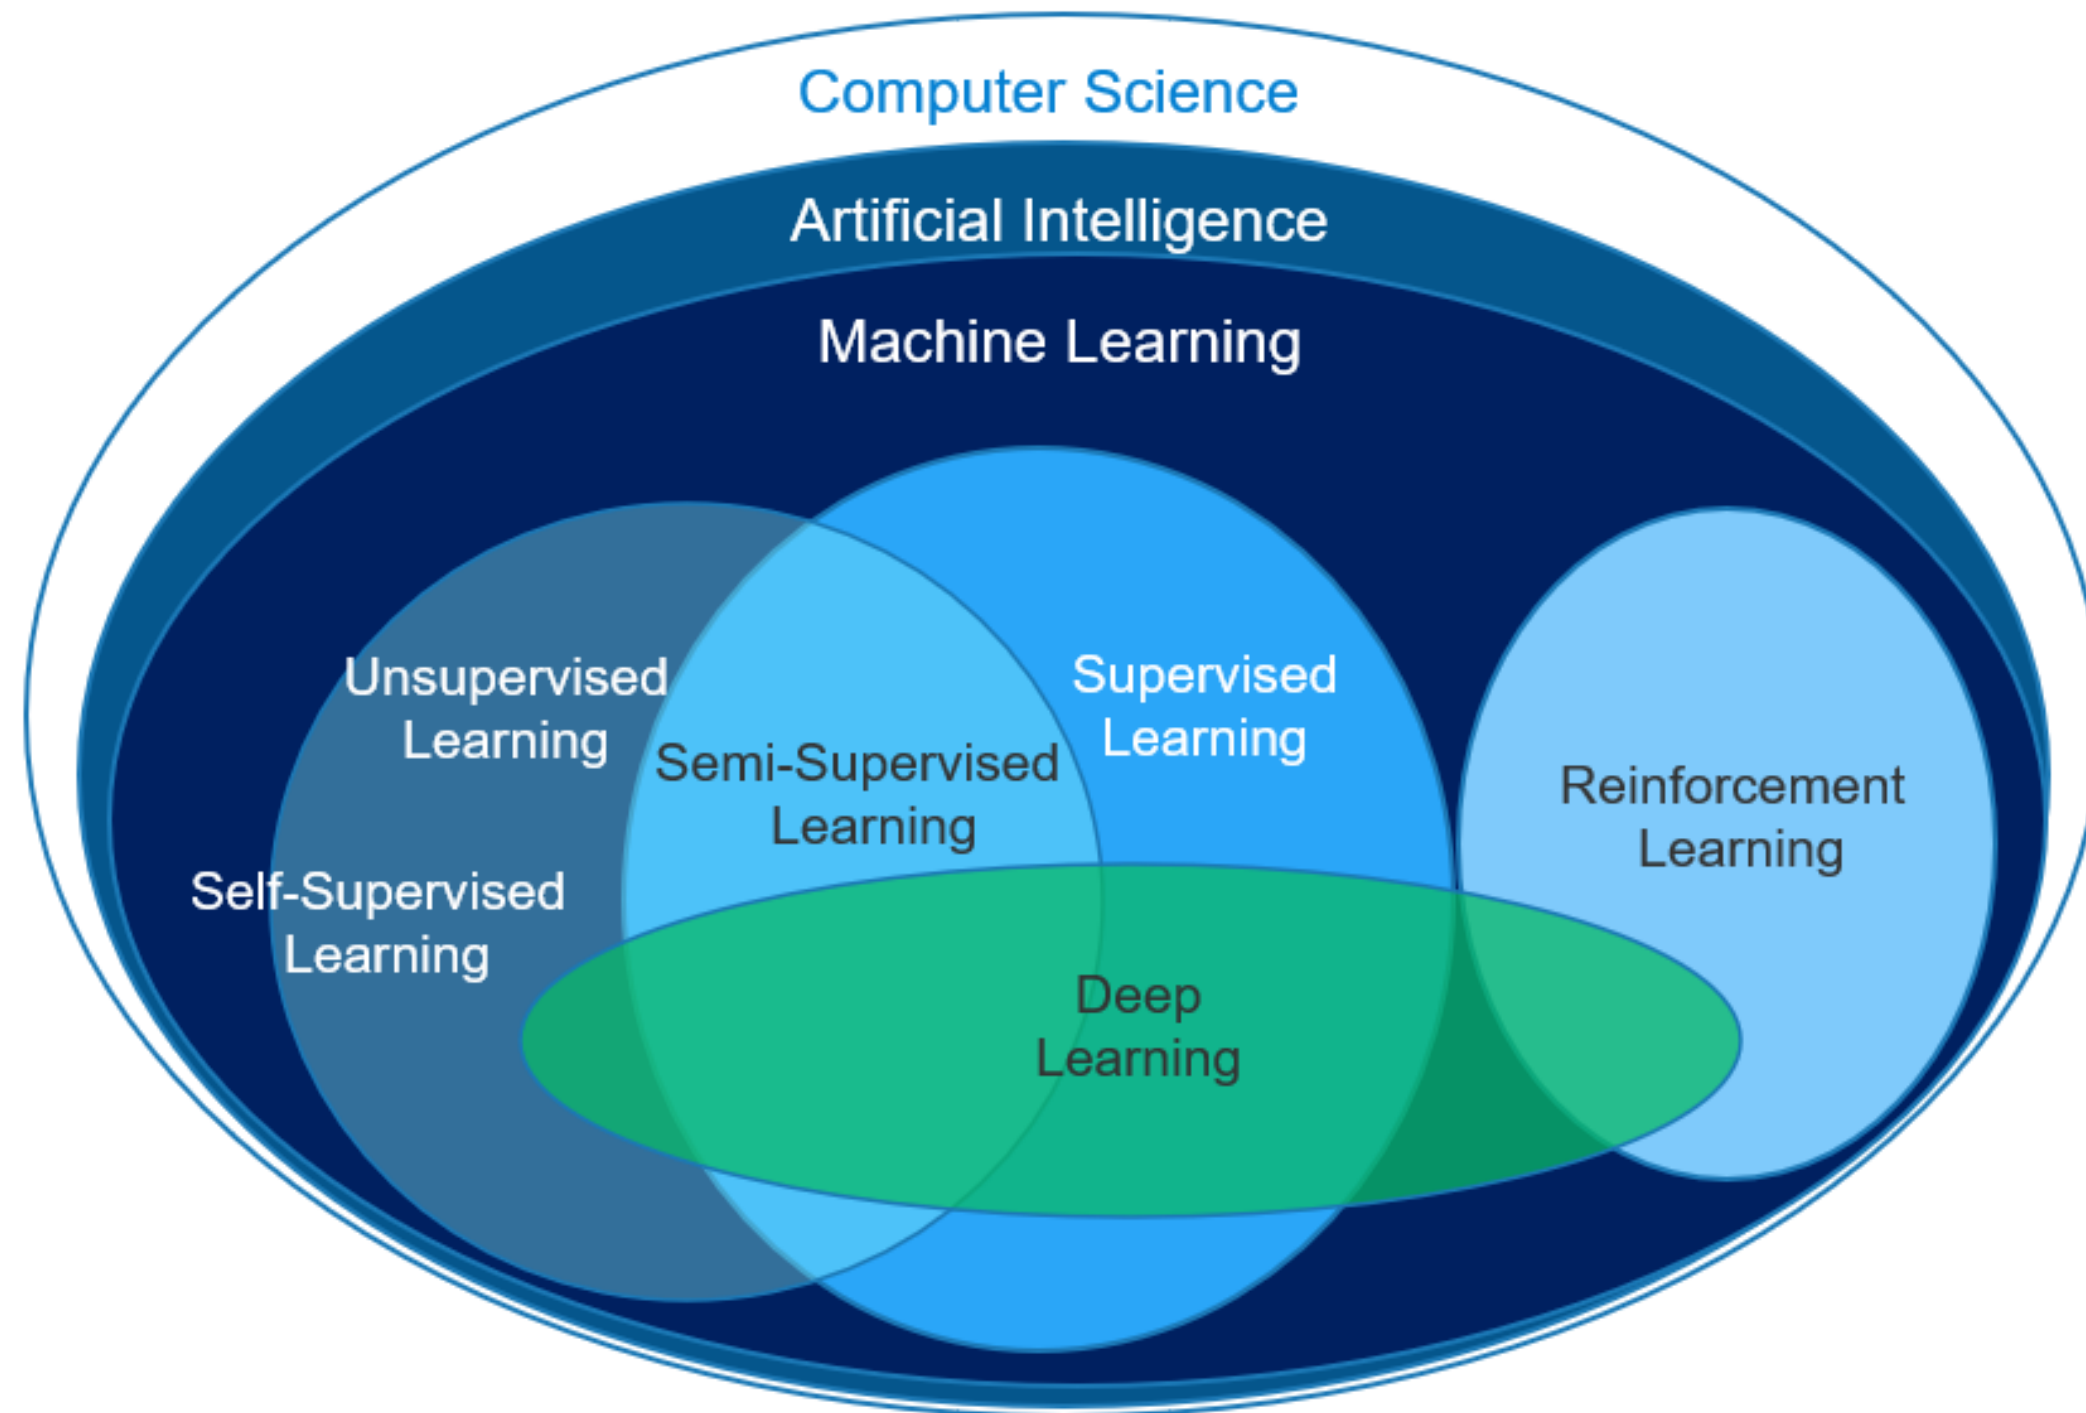 Computer Science
Artificial Intelligence
Machine Learning
Unsupervised
Learning
Supervised
Learning
Semi-Supervised
Learning
Reinforcement
Learning
Self-Supervised
Learning
Deep
Learning